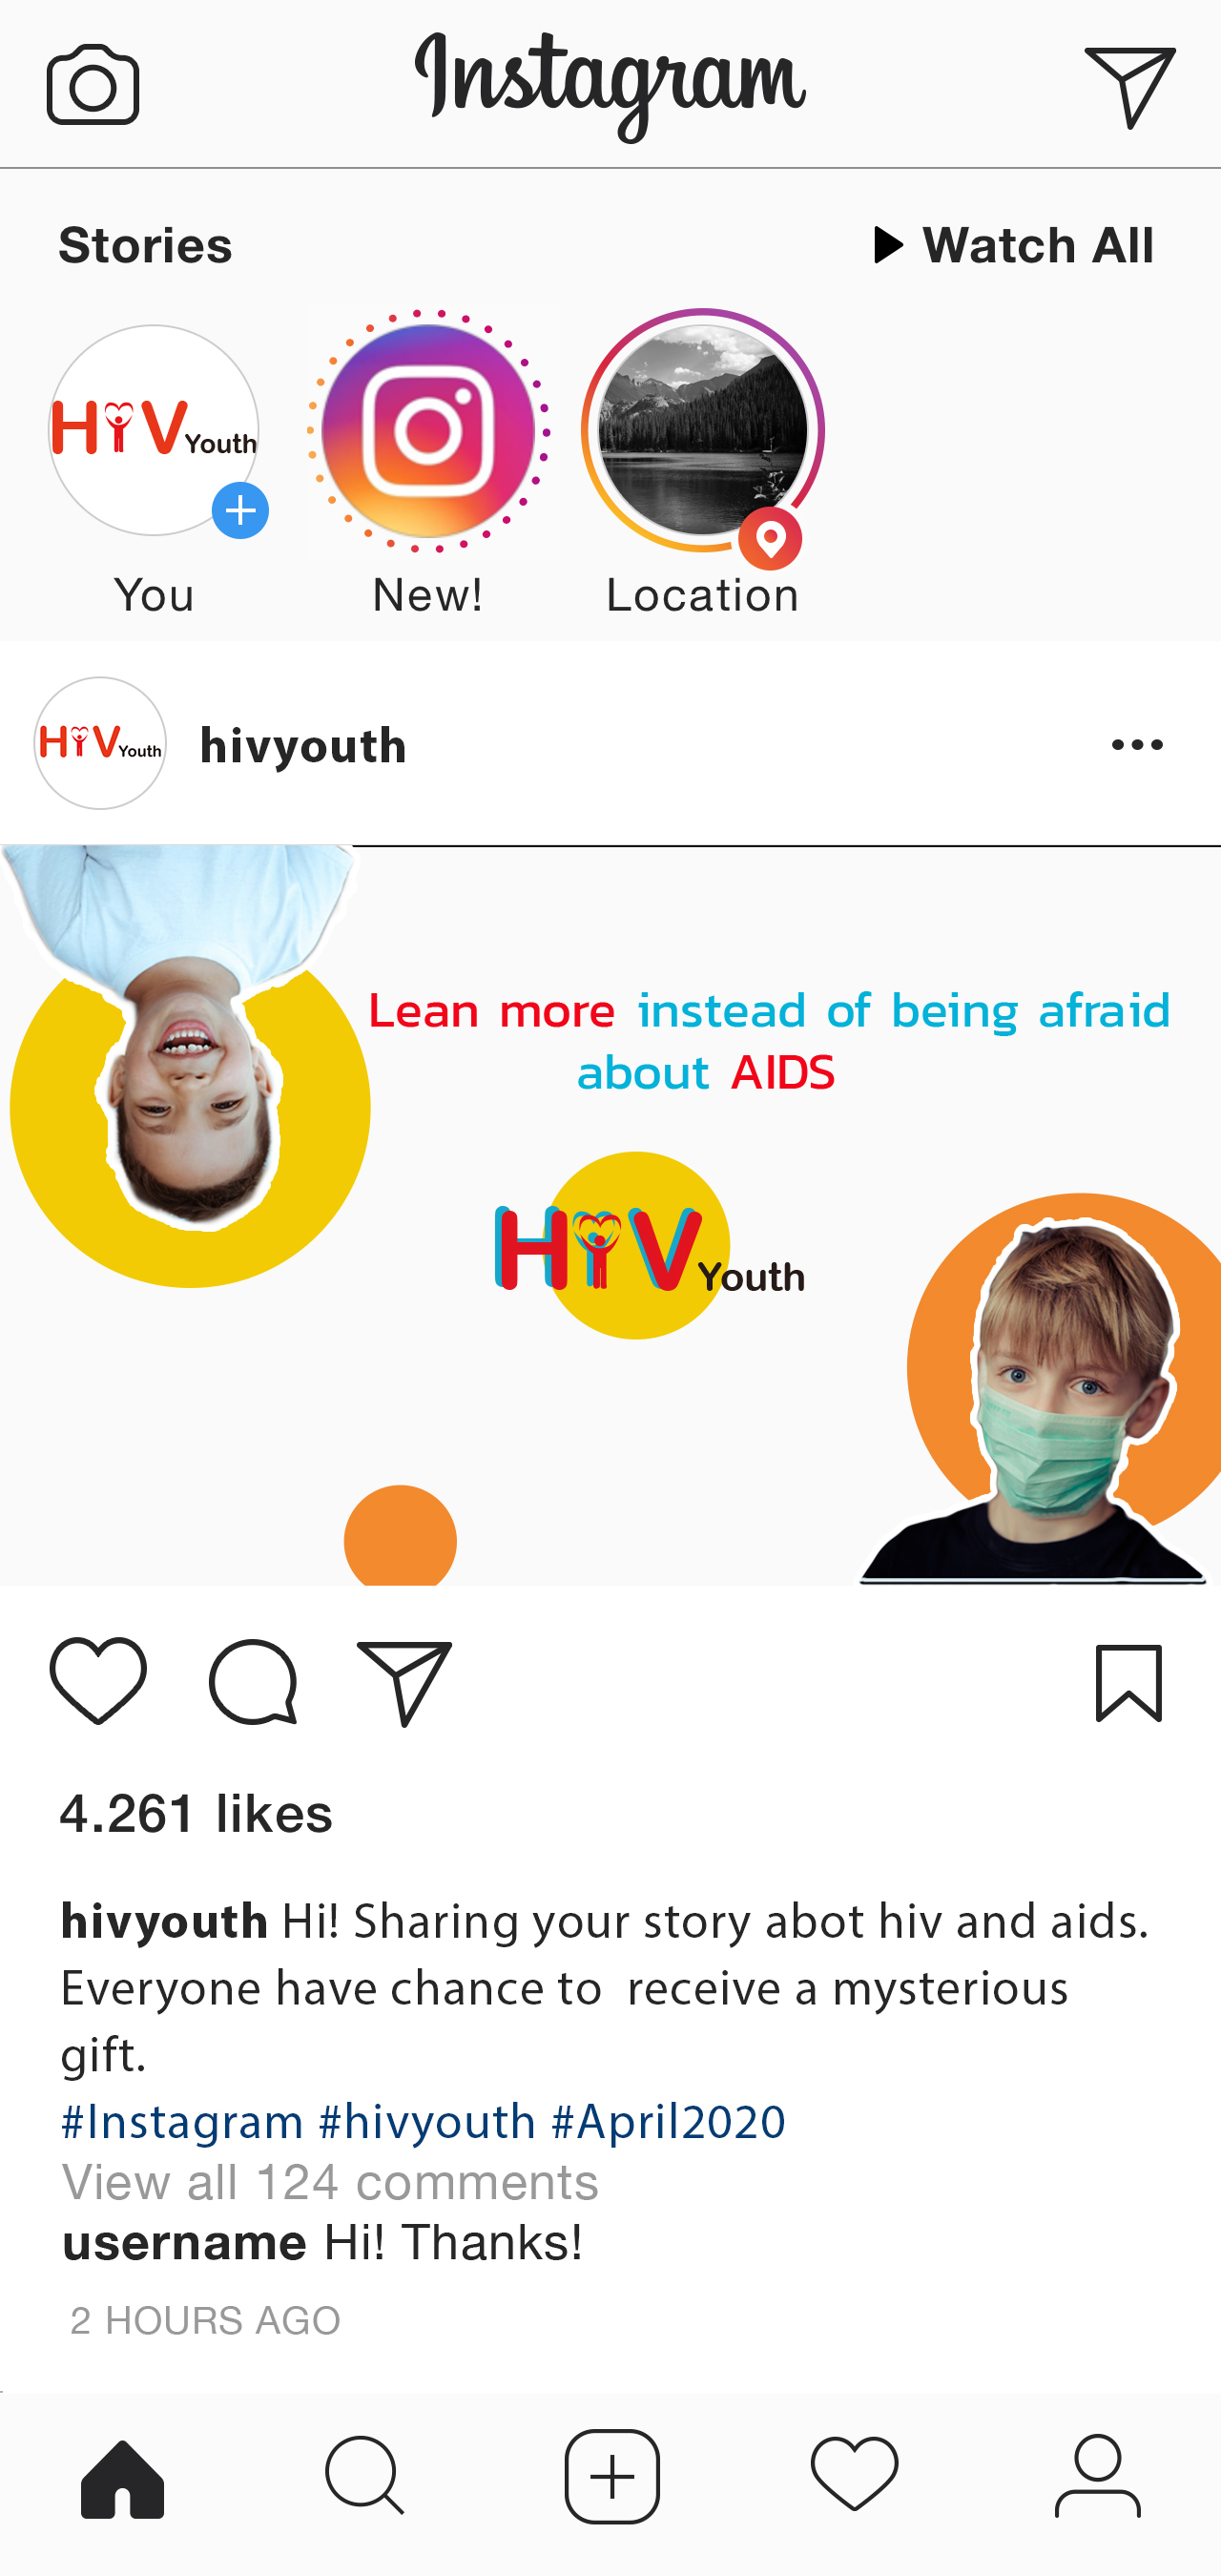 Instagram
Stories
Watch All
HiV Youth
You
New!
Location
HiV Youth
hivyouth
Lean more instead of being afraid
about AIDS
HiV Youth
4.261 likes
hivyouth Hi! Sharing your story abot hiv and aids.
Everyone have chance to  receive a mysterious
gift.
#Instagram #hivyouth #April2020
View all 124 comments
username Hi! Thanks!
2 HOURS AGO